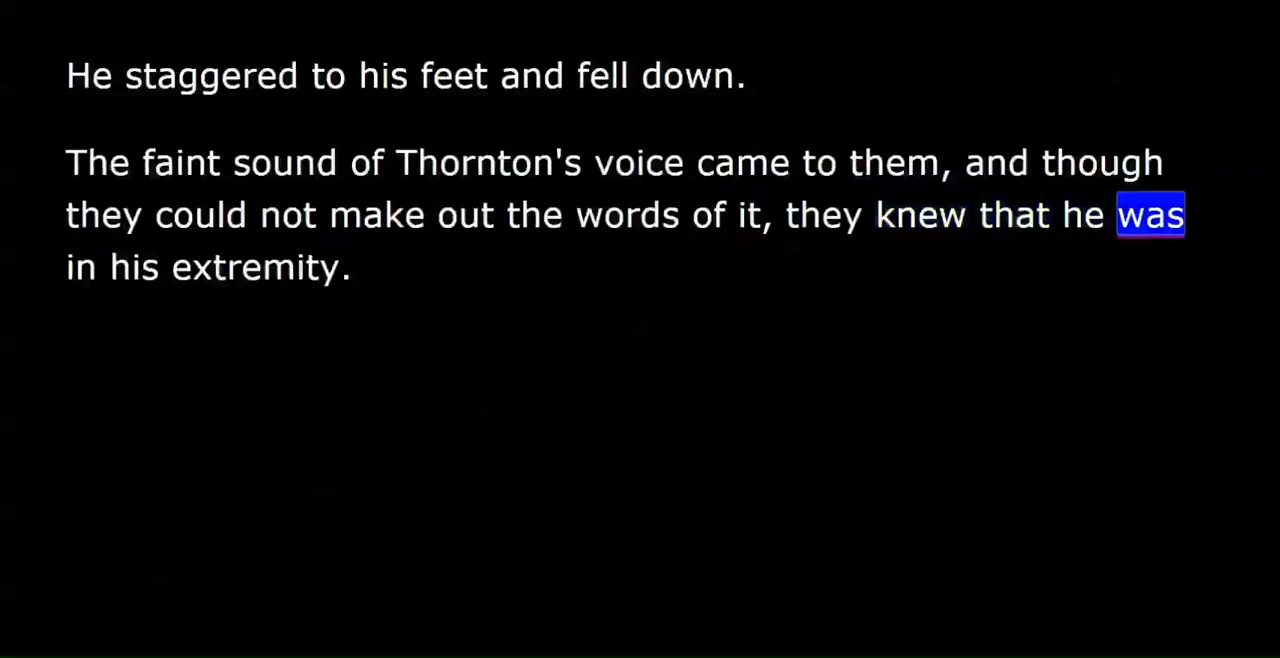 He staggered to his feet and fell down.
The faint sound of Thornton's voice came to them, and though
they could not make out the words of it, they knew that he was
in his extremity.